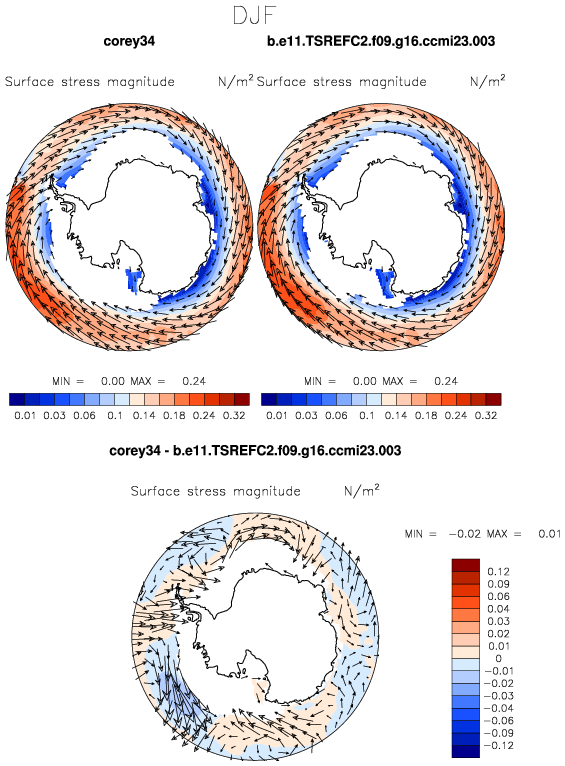 DJF
corey34 b.e11.TSREFC2.f09.g16.ccmi23.003
Surface stress magnitude N/m² Surface stress magnitude N/m²
MIN = 0.00 MAX = 0.24 MIN = 0.00 MAX = 0.24
0.01 0.03 0.06 0.1 0.14 0.18 0.24 0.32 0.01 0.03 0.06 0.1 0.14 0.18 0.24 0.32
corey34 - b.e11.TSREFC2.f09.g16.ccmi23.003
Surface stress magnitude N/m²
MIN = -0.02 MAX = 0.01
0.12
0.09
0.06
0.04
0.03
0.02
0.01
0
-0.01
-0.02
-0.03
-0.04
-0.06
-0.09
-0.12